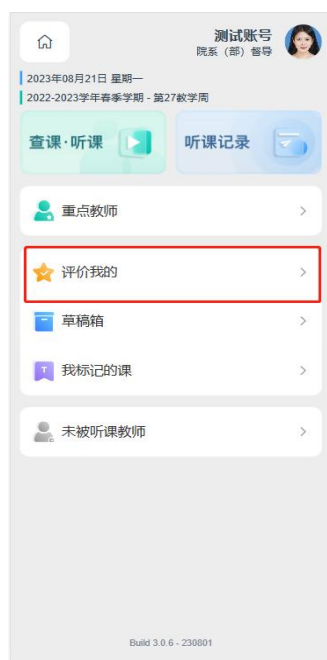 测试账号
院系（部）督导
2023年08月21日 星期一
2022-2023学年春季学期 - 第27教学周
查课·听课
听课记录
重点教师
评价我的
草稿箱
我标记的课
未被听课教师
Build 3.0.6 - 230801